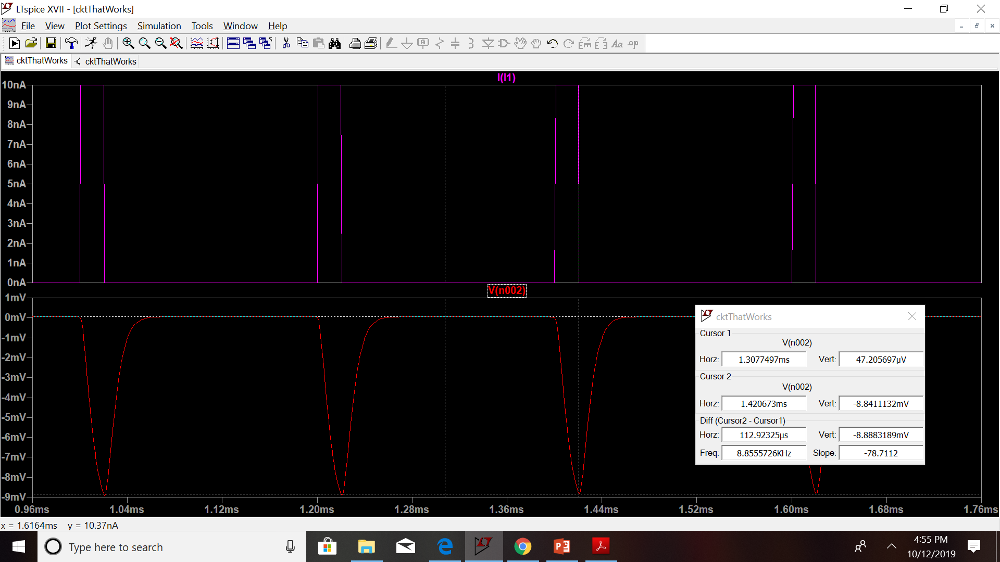 LTspice XVII - [cktThatWorks]
File View Plot Settings Simulation Tools Window Help
cktThatWorks cktThatWorks
I(I1)
10nA
9nA
8nA
7nA
6nA
5nA
4nA
3nA
2nA
1nA
0nA
V(n002)
1mV
0mV
-1mV
-2mV
-3mV
-4mV
-5mV
-6mV
-7mV
-8mV
-9mV
0.96ms 1.04ms 1.12ms 1.20ms 1.28ms 1.36ms 1.44ms 1.52ms 1.60ms 1.68ms 1.76ms
cktThatWorks
Cursor 1
V(n002)
Horz: 1.3077497ms Vert: 47.205697µV
Cursor 2
V(n002)
Horz: 1.420673ms Vert: -8.8411132mV
Diff (Cursor2 - Cursor1)
Horz: 112.92325µs Vert: -8.8883189mV
Freq: 8.8555726KHz Slope: -78.7112
x = 1.6164ms y = 10.37nA
Type here to search
4:55 PM
10/12/2019